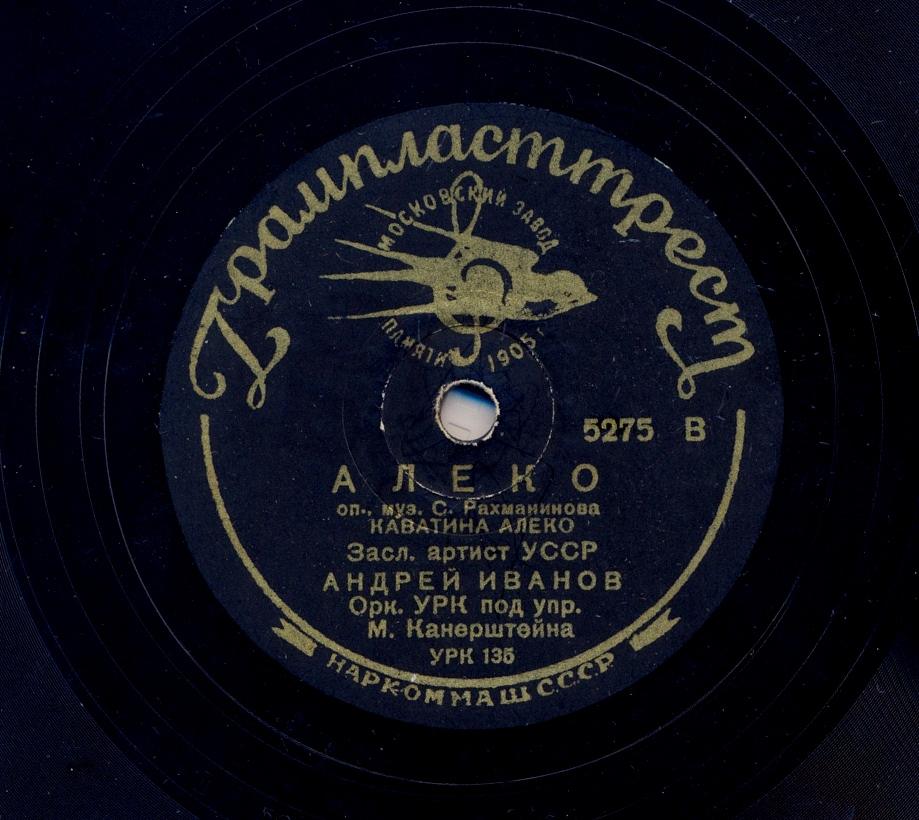 Грампласттрест
МОСКОВСКИЙ ЗАВОД
ПАМЯТИ 1905 г.
5275 В
АЛЕКО
оп., муз. С. Рахманинова
КАВАТИНА АЛЕКО
Засл. артист УССР
АНДРЕЙ ИВАНОВ
Орк. УРК под упр.
М. Канерштейна
УРК 135
НАРКОММАШ СССР